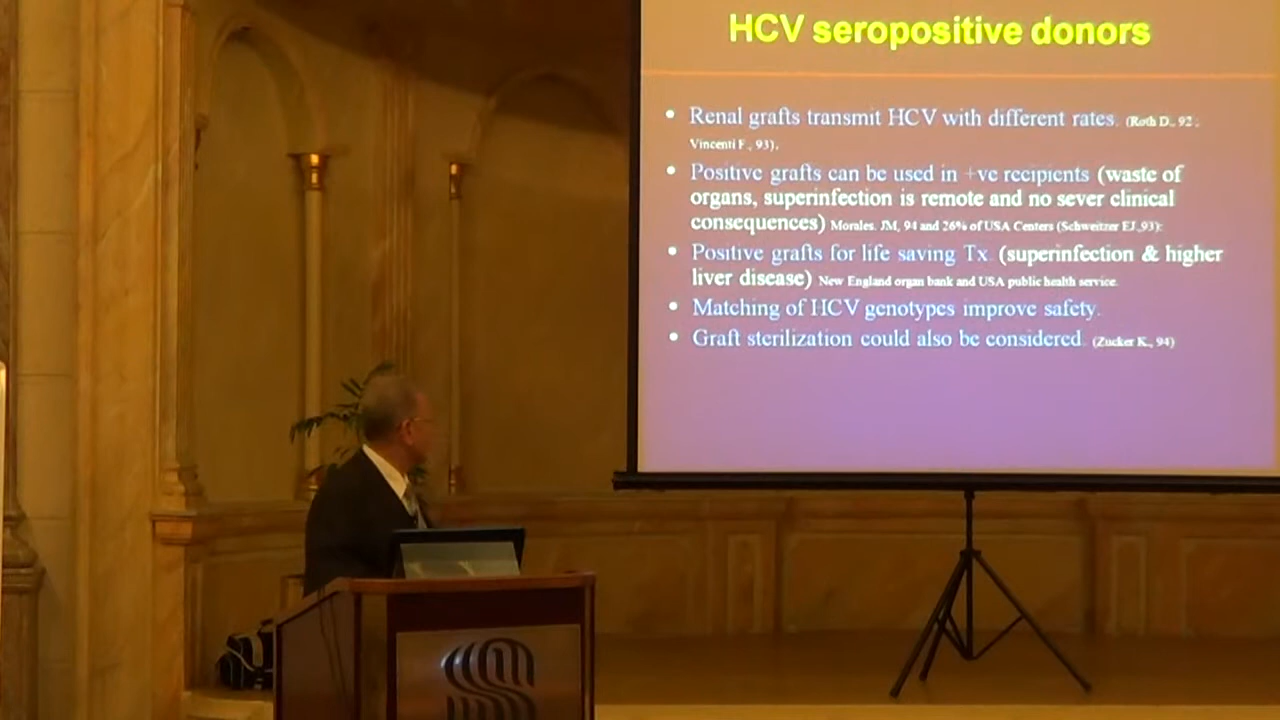 HCV seropositive donors
• Renal grafts transmit HCV with different rates. (Roth D., 92 ,
Vincenti F , 93).
• Positive grafts can be used in +ve recipients (waste of
organs, superinfection is remote and no sever clinical
consequences) Morales. JM, 94 and 26% of USA Centers (Schweitzer EJ ,93):
• Positive grafts for life saving Tx. (superinfection & higher
liver disease) New England organ bank and USA public health service.
• Matching of HCV genotypes improve safety.
• Graft sterilization could also be considered. (Zucker K., 94)